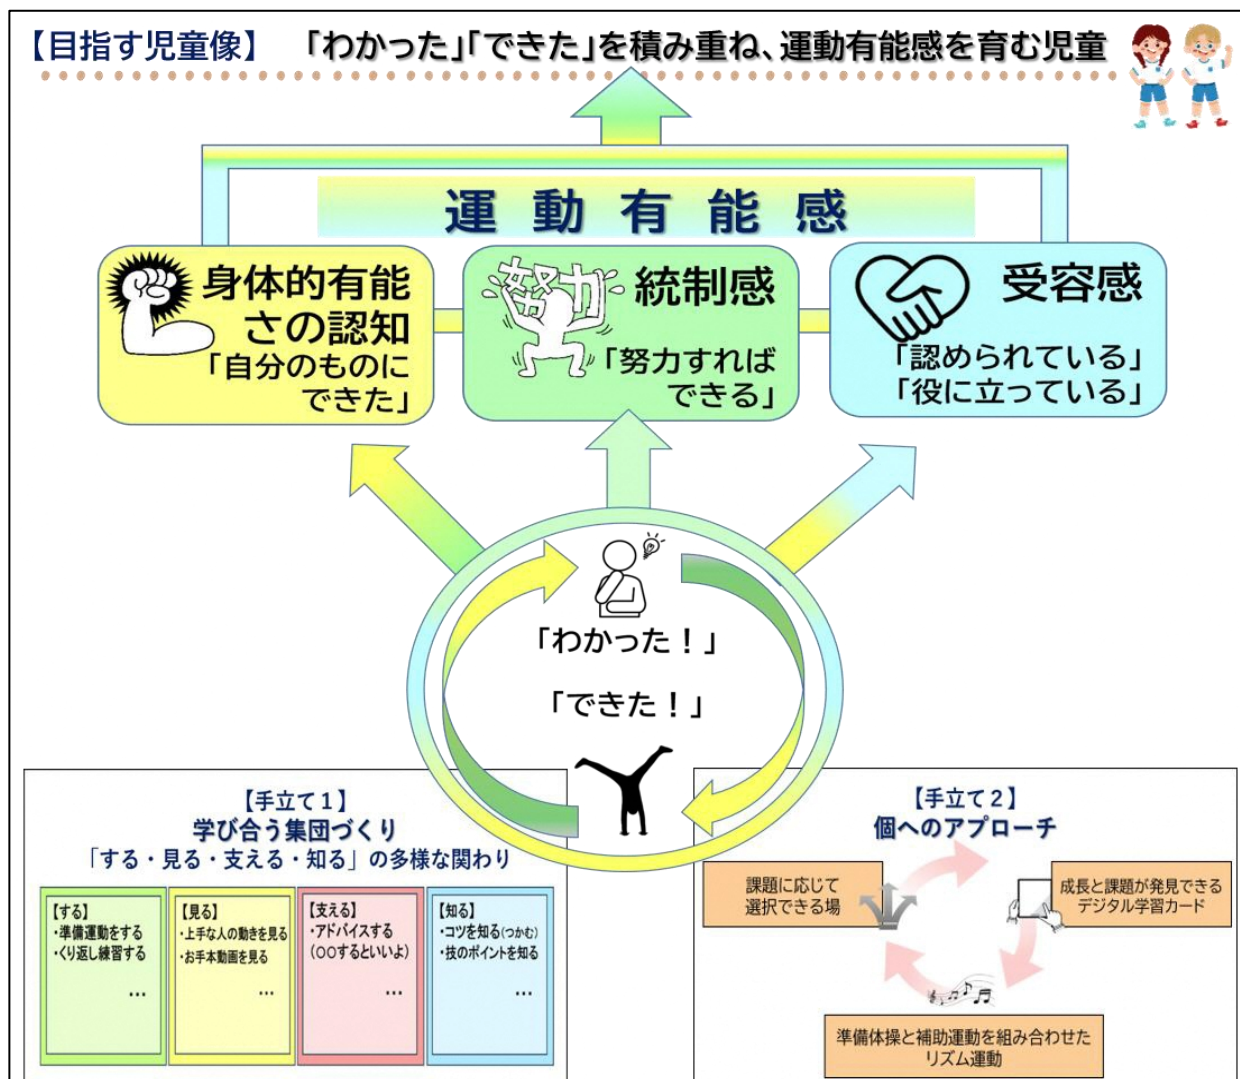 【目指す児童像】 「わかった」「できた」を積み重ね、運動有能感を育む児童
運動有能感
身体的有能
さの認知
「自分のものに
できた」
努力
統制感
「努力すれば
できる」
受容感
「認められている」
「役に立っている」
「わかった！」
「できた！」
【手立て１】
学び合う集団づくり
「する・見る・支える・知る」の多様な関わり
【する】
・準備運動をする
・くり返し練習する
…
【見る】
・上手な人の動きを見る
・お手本動画を見る
…
【支える】
・アドバイスする
(○○するといいよ)
…
【知る】
・コツを知る(つかむ)
・技のポイントを知る
…
【手立て２】
個へのアプローチ
課題に応じて
選択できる場
成長と課題が発見できる
デジタル学習カード
準備体操と補助運動を組み合わせた
リズム運動